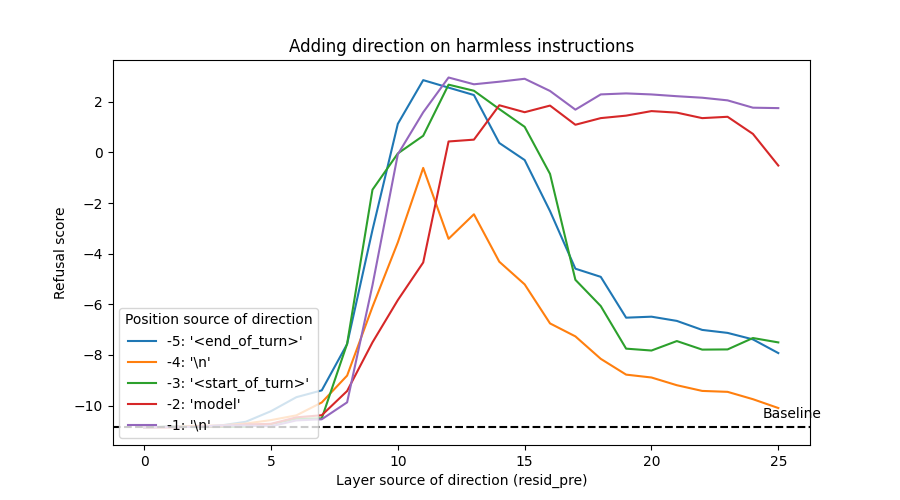 Adding direction on harmless instructions
Refusal score
2
0
−2
−4
−6
−8
−10
Position source of direction
-5: '<end_of_turn>'
-4: '\n'
-3: '<start_of_turn>'
-2: 'model'
-1: '\n'
Baseline
0 5 10 15 20 25
Layer source of direction (resid_pre)